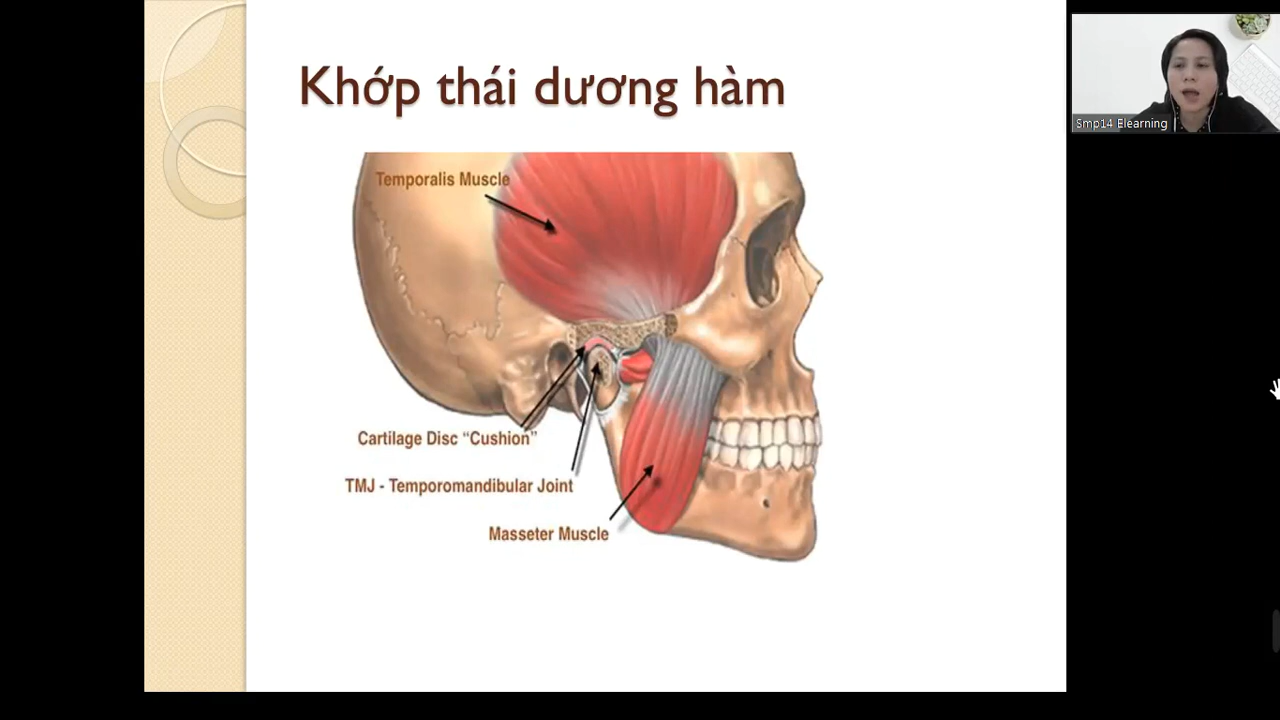 Khớp thái dương hàm
Temporalis Muscle
Cartilage Disc “Cushion”
TMJ - Temporomandibular Joint
Masseter Muscle
Smp14 Elearning